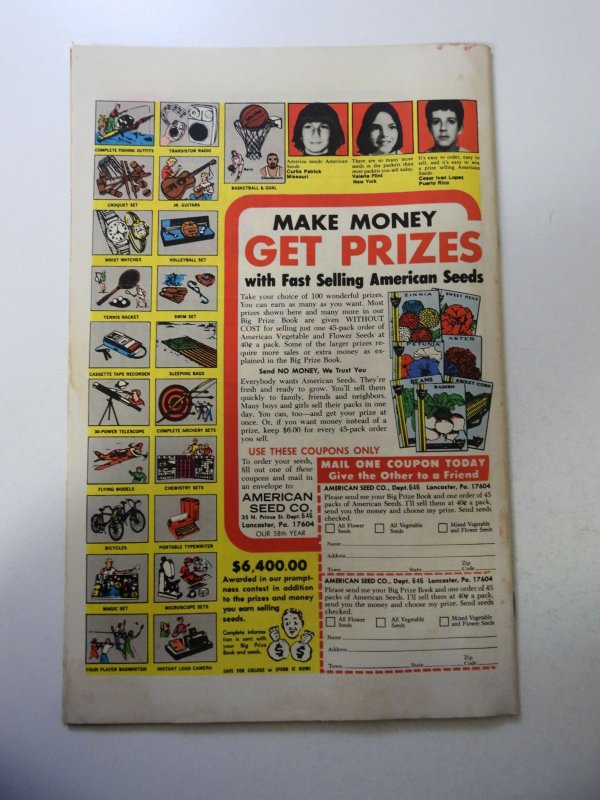 COMPLETE FISHING OUTFITS
TRANSISTOR RADIO
CROQUET SET
JR. GUITARS
WRIST WATCHES
VOLLEYBALL SET
TENNIS RACKET
SWIM SET
CASSETTE TAPE RECORDER
SLEEPING BAGS
30-POWER TELESCOPE
COMPLETE ARCHERY SETS
FLYING MODELS
CHEMISTRY SETS
BICYCLES
PORTABLE TYPEWRITER
MAGIC SET
MICROSCOPE SETS
FOUR PLAYER BADMINTON
INSTANT LOAD CAMERA
BASKETBALL & GOAL
America needs American
Seeds.
Curtis Patrick
Missouri
There are so many more
seeds in the packets than
most packets you sell today.
Valerie Flint
New York
It's easy to order, easy to
sell, and it's easy to win
a prize selling American
Seeds.
Cesar Ivan Lopez
Puerto Rico
MAKE MONEY
GET PRIZES
with Fast Selling American Seeds
Take your choice of 100 wonderful prizes.
You can earn as many as you want. Most
prizes shown here and many more in our
Big Prize Book are given WITHOUT
COST for selling just one 45-pack order of
American Vegetable and Flower Seeds at
40¢ a pack. Some of the larger prizes re-
quire more sales or extra money as ex-
plained in the Big Prize Book.
Send NO MONEY, We Trust You
Everybody wants American Seeds. They're
fresh and ready to grow. You'll sell them
quickly to family, friends and neighbors.
Many boys and girls sell their packs in one
day. You can, too—and get your prize at
once. Or, if you want money instead of a
prize, keep $6.00 for every 45-pack order
you sell.
ZINNIA
SWEET PEAS
PETUNIA
ASTER
BEANS
RADISH
SWEET CORN
USE THESE COUPONS ONLY
To order your seeds,
fill out one of these
coupons and mail in
an envelope to:
AMERICAN
SEED CO.
35 N. Prince St. Dept. 646
Lancaster, Pa. 17604
OUR 58th YEAR
$6,400.00
Awarded in our prompt-
ness contest in addition
to the prizes and money
you earn selling
seeds.
Complete informa-
tion is sent with
your Big Prize
Book and seeds.
$ $
SAVE FOR COLLEGE or SPEND IT NOW!
MAIL ONE COUPON TODAY
Give the Other to a Friend
AMERICAN SEED CO., Dept. 646 Lancaster, Pa. 17604
Please send me your Big Prize Book and one order of 45
packs of American Seeds. I'll sell them at 40¢ a pack,
send you the money and choose my prize. Send seeds
checked.
All Flower
Seeds
All Vegetable
Seeds
Mixed Vegetable
and Flower Seeds
Name
Address
Town State Zip Code
AMERICAN SEED CO., Dept. 646 Lancaster, Pa. 17604
Please send me your Big Prize Book and one order of 45
packs of American Seeds. I'll sell them at 40¢ a pack,
send you the money and choose my prize. Send seeds
checked.
All Flower
Seeds
All Vegetable
Seeds
Mixed Vegetable
and Flower Seeds
Name
Address
Town State Zip Code